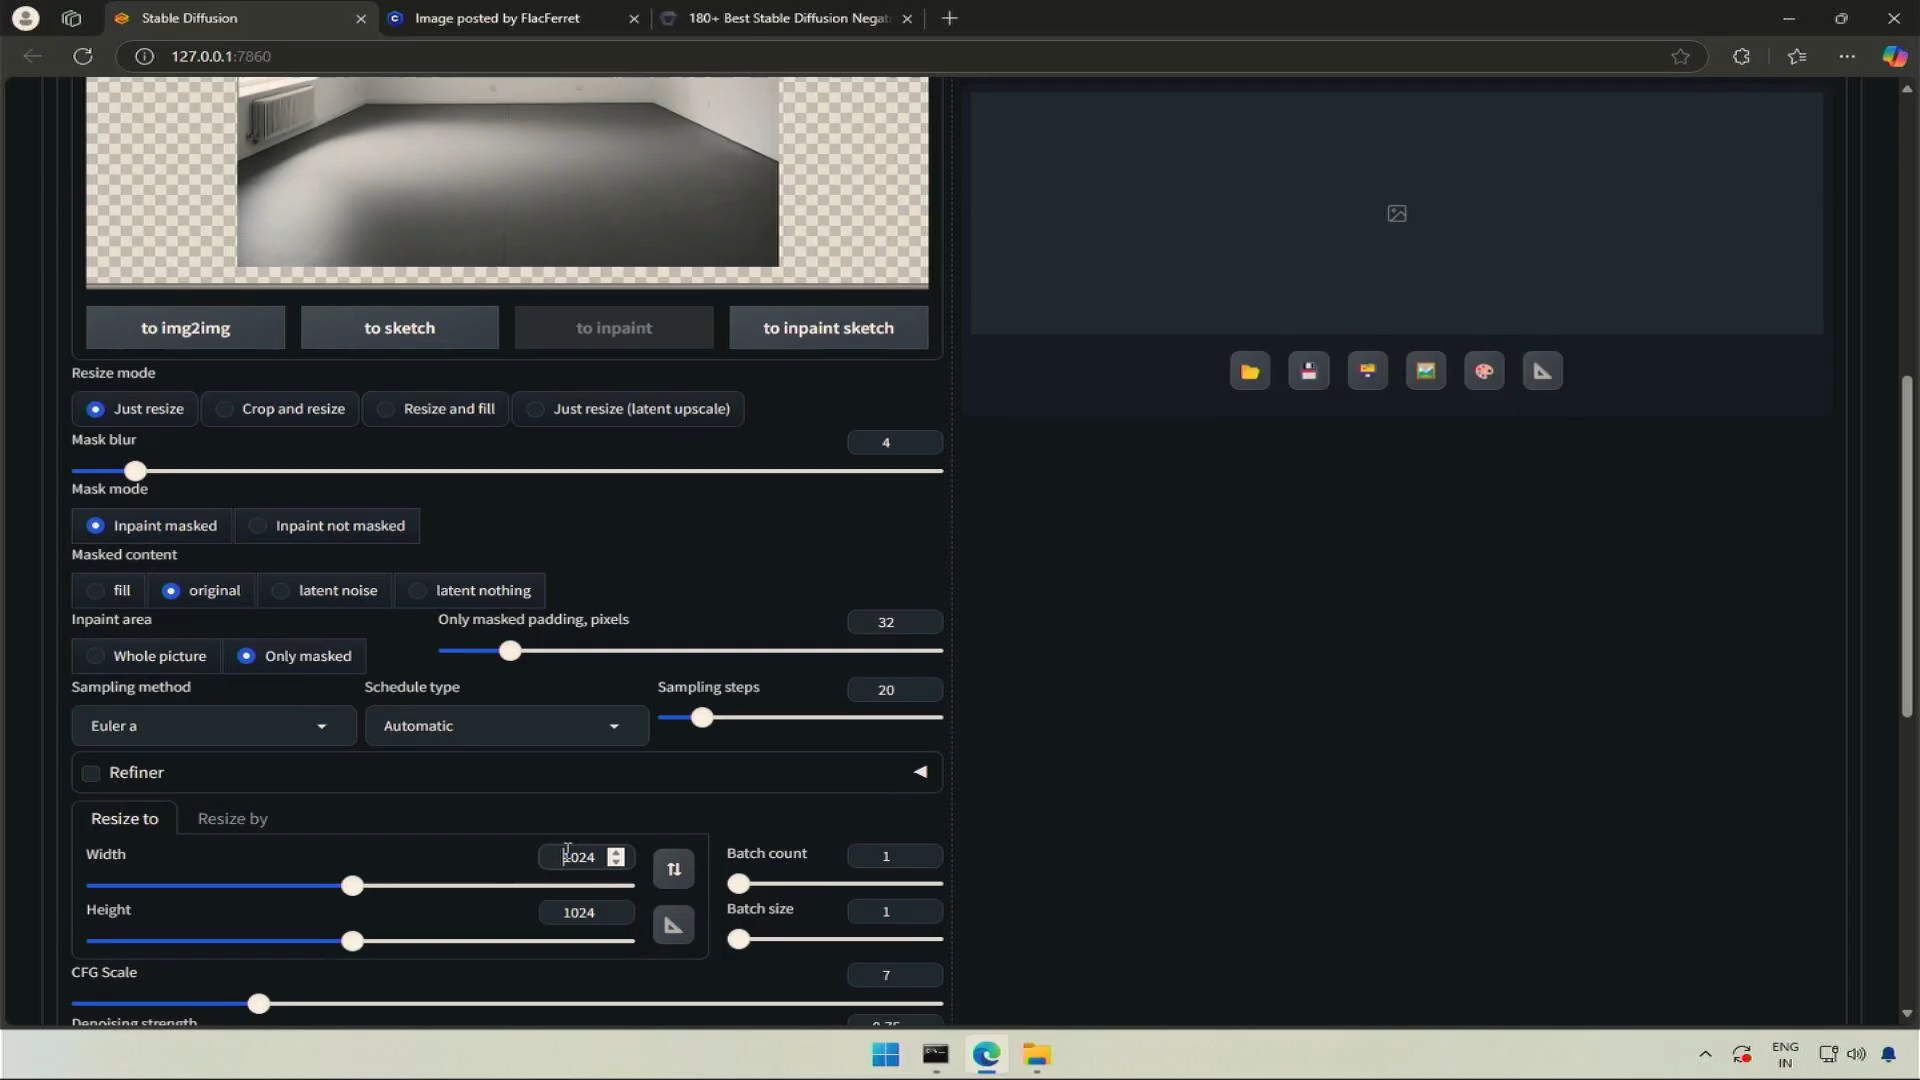 Stable Diffusion
Image posted by FlacFerret
180+ Best Stable Diffusion Negat
127.0.0.1:7860
to img2img
to sketch
to inpaint
to inpaint sketch
Resize mode
Just resize
Crop and resize
Resize and fill
Just resize (latent upscale)
Mask blur
4
Mask mode
Inpaint masked
Inpaint not masked
Masked content
fill
original
latent noise
latent nothing
Inpaint area
Only masked padding, pixels
32
Whole picture
Only masked
Sampling method
Schedule type
Sampling steps
20
Euler a
Automatic
Refiner
Resize to
Resize by
Width
1024
Batch count
1
Height
1024
Batch size
1
CFG Scale
7
Denoising strength
0.75
ENG
IN